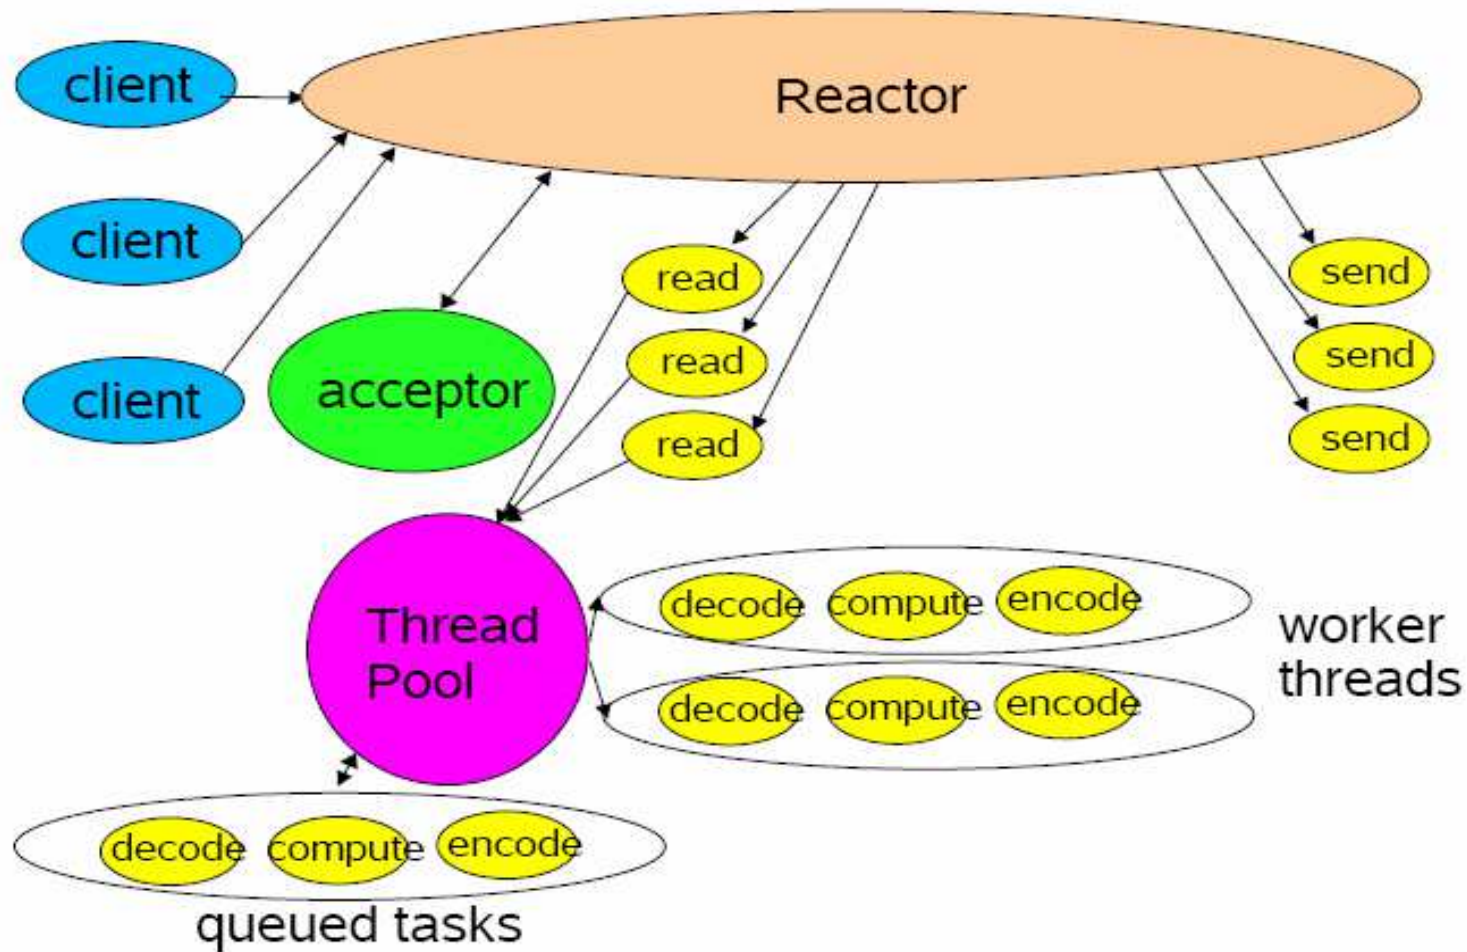 client
Reactor
client
client
acceptor
read
read
read
send
send
send
Thread
Pool
decode compute encode
decode compute encode
worker
threads
decode compute encode
queued tasks